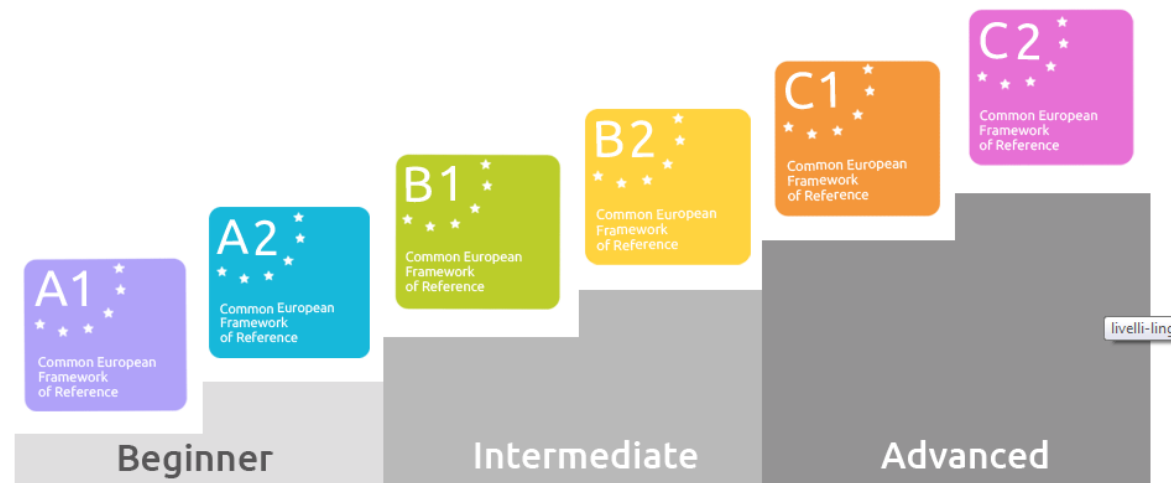 C2
Common European
Framework
of Reference
C1
Common European
Framework
of Reference
B2
Common European
Framework
of Reference
B1
Common European
Framework
of Reference
A2
Common European
Framework
of Reference
A1
Common European
Framework
of Reference
livelli-ling
Beginner
Intermediate
Advanced